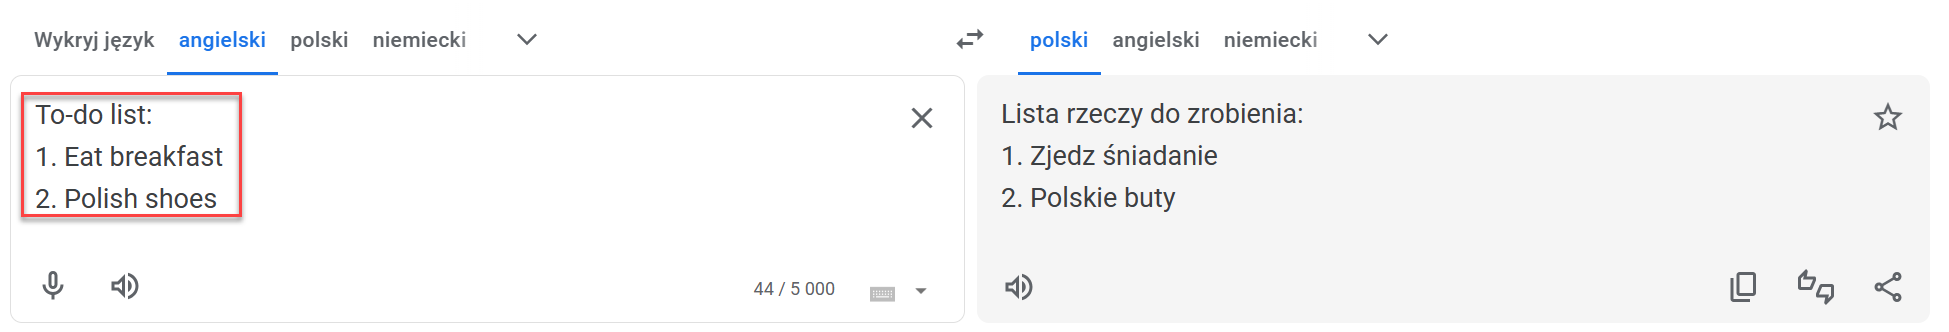 Wykryj język angielski polski niemiecki
polski angielski niemiecki
To-do list:
1. Eat breakfast
2. Polish shoes
44 / 5 000
Lista rzeczy do zrobienia:
1. Zjedz śniadanie
2. Polskie buty